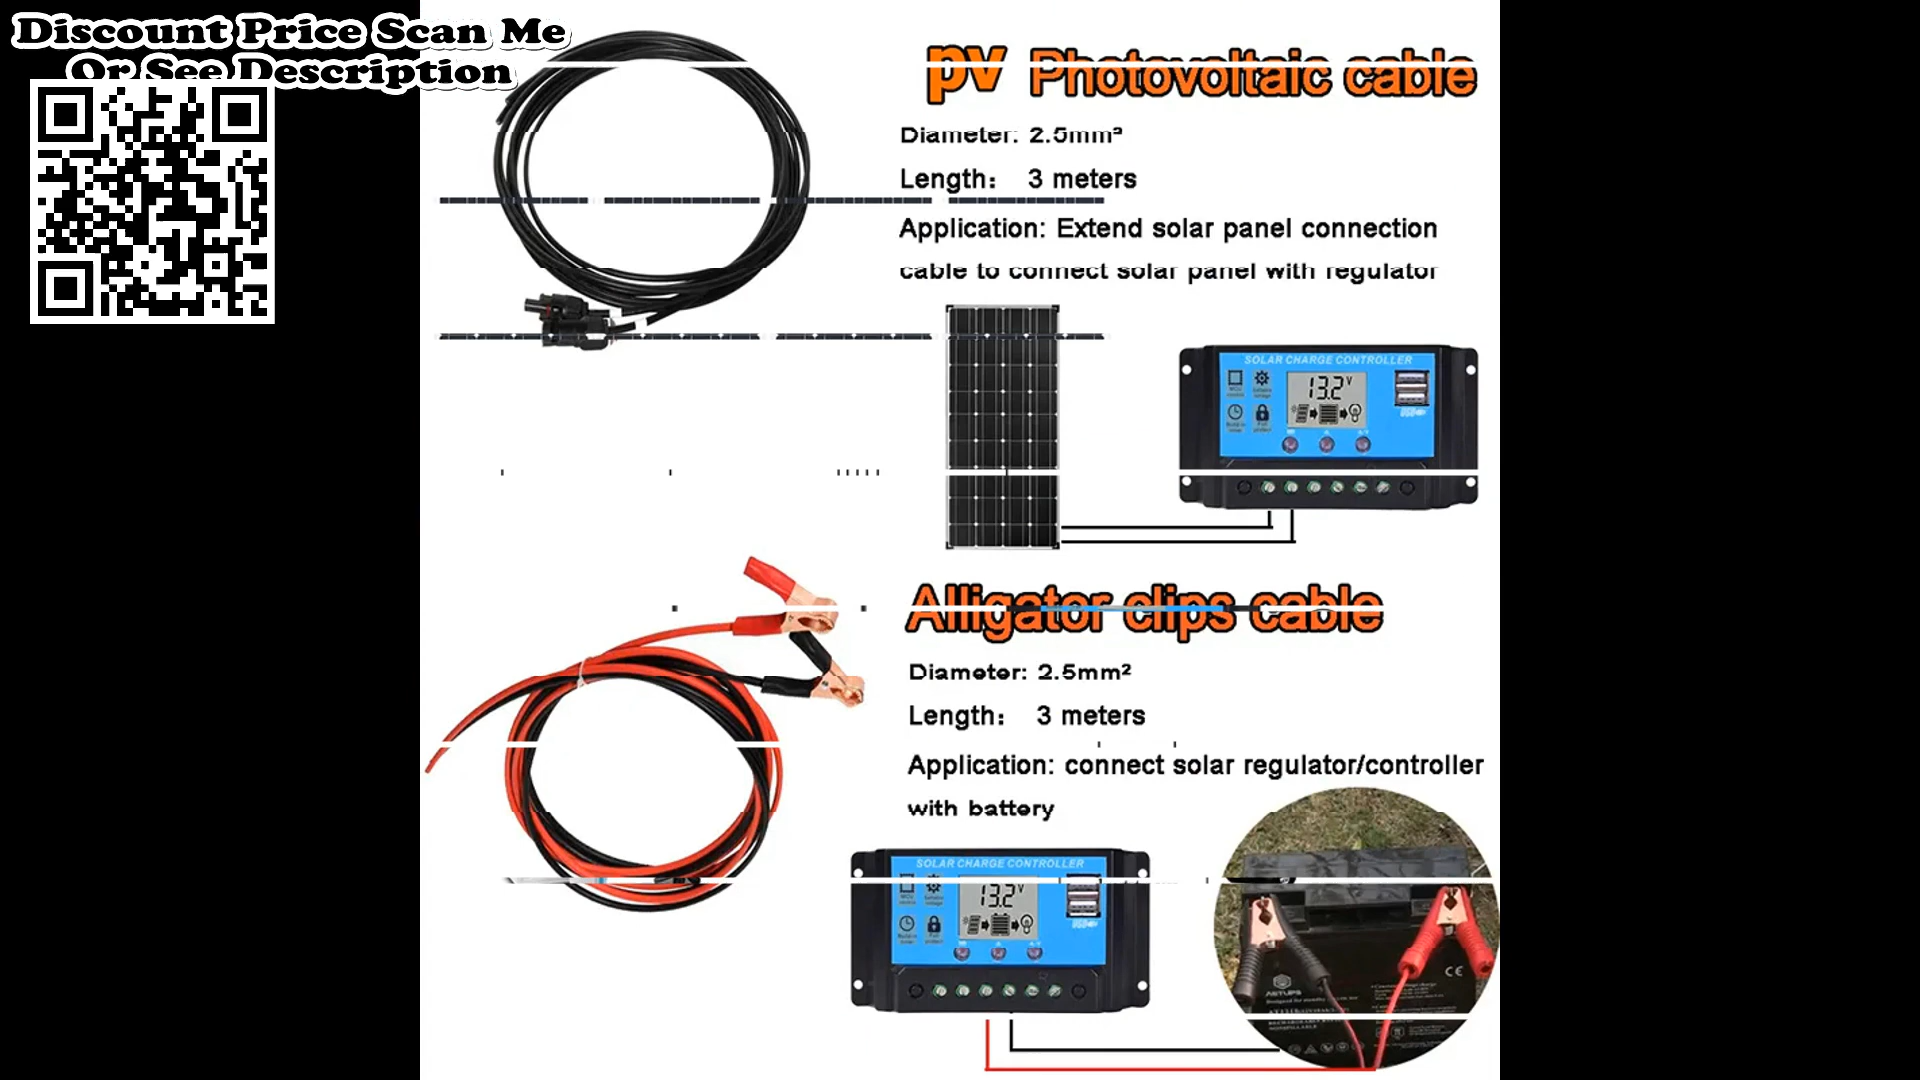 Discount Price Scan Me
Or See Description
pv Photovoltaic cable
Diameter: 2.5mm²
Length: 3 meters
Application: Extend solar panel connection
cable to connect solar panel with regulator
SOLAR CHARGE CONTROLLER
13.2V
Alligator clips cable
Diameter: 2.5mm²
Length: 3 meters
Application: connect solar regulator/controller
with battery
SOLAR CHARGE CONTROLLER
13.2V
CE